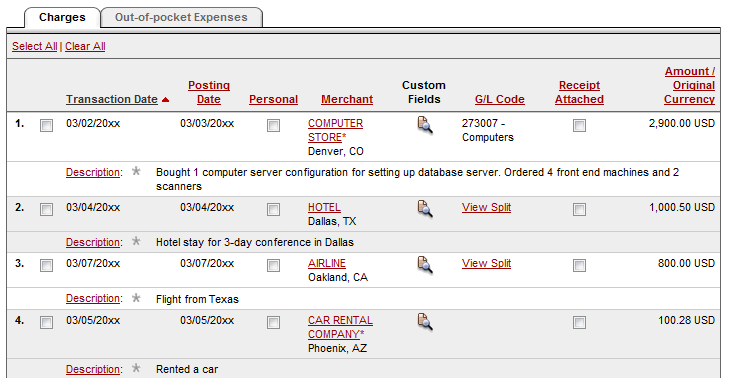 Charges Out-of-pocket Expenses
Select All | Clear All
Transaction Date Posting Date Personal Merchant Custom Fields G/L Code Receipt Attached Amount / Original Currency
1. 03/02/20xx 03/03/20xx COMPUTER STORE* 273007 - Computers 2,900.00 USD
Denver, CO
Description: * Bought 1 computer server configuration for setting up database server. Ordered 4 front end machines and 2
scanners
2. 03/04/20xx 03/04/20xx HOTEL View Split 1,000.50 USD
Dallas, TX
Description: * Hotel stay for 3-day conference in Dallas
3. 03/07/20xx 03/07/20xx AIRLINE View Split 800.00 USD
Oakland, CA
Description: * Flight from Texas
4. 03/05/20xx 03/05/20xx CAR RENTAL 100.28 USD
COMPANY*
Phoenix, AZ
Description: * Rented a car